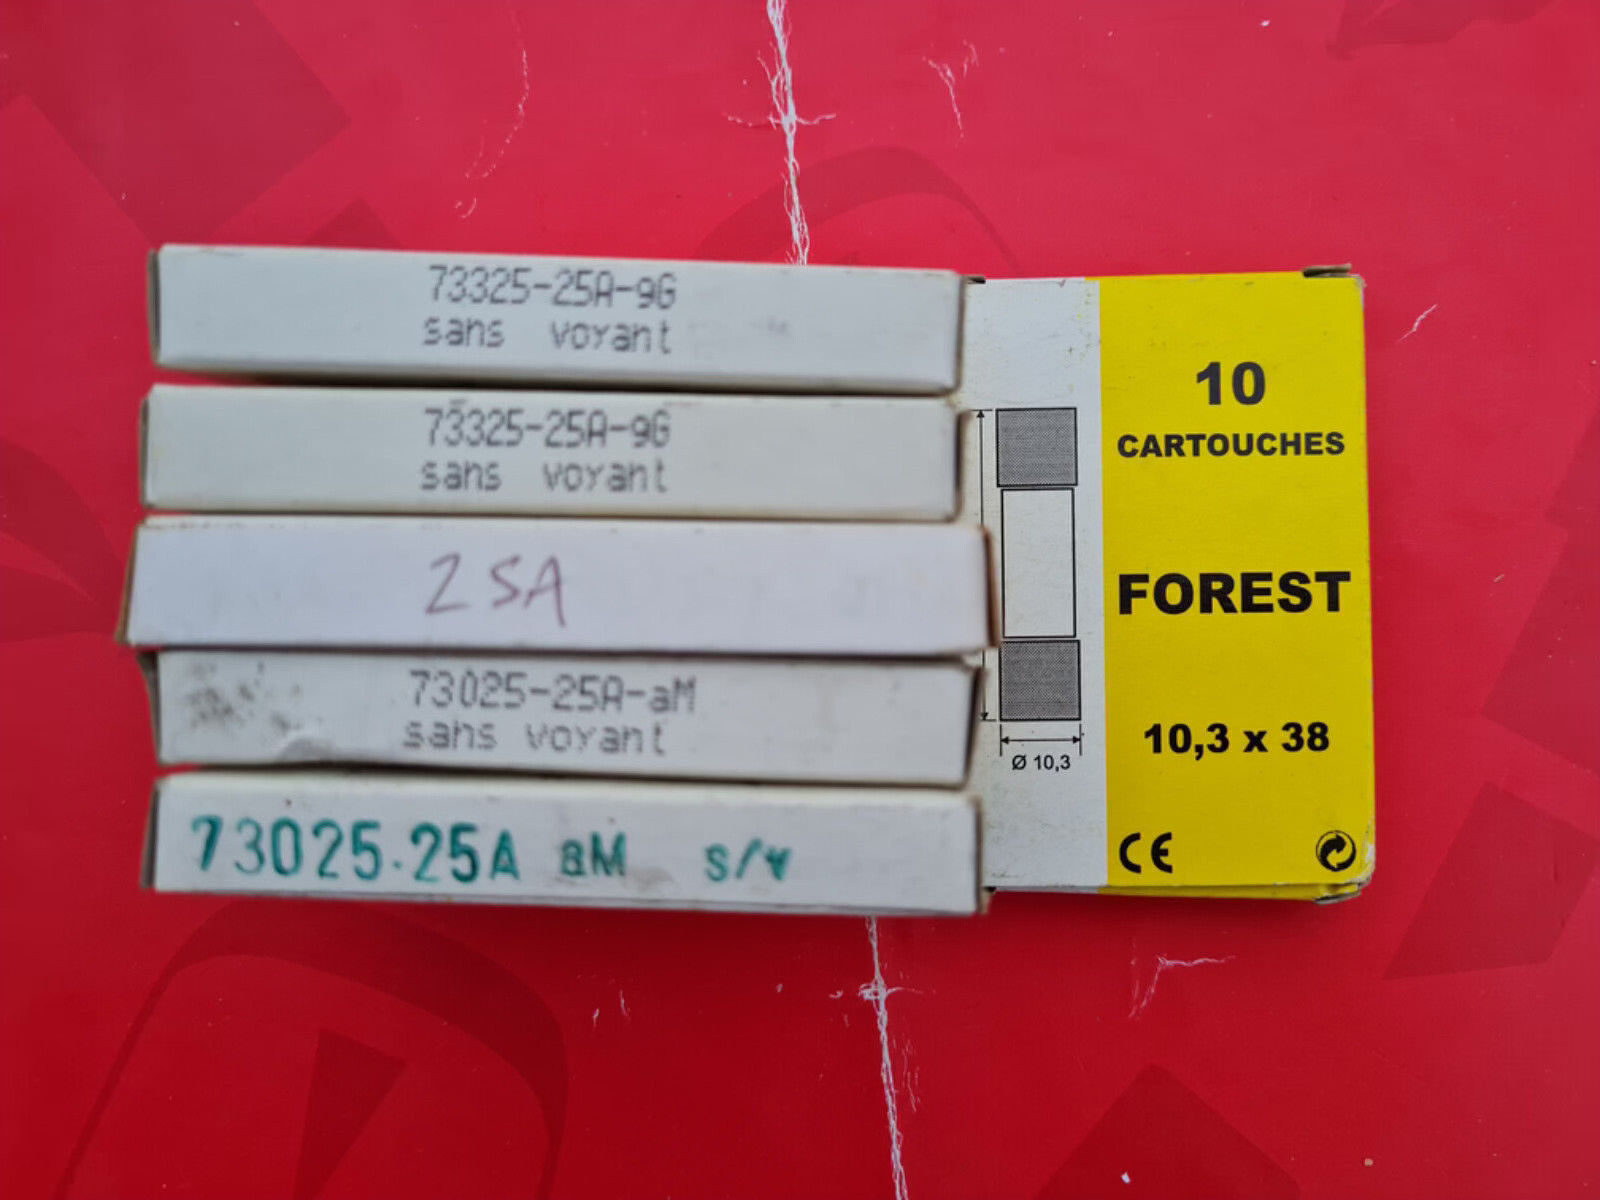 73325-25A-gG
sans voyant
73325-25A-gG
sans voyant
25A
73025-25A-aM
sans voyant
73025.25A aM s/v
10
CARTOUCHES
FOREST
10,3 x 38
Ø 10,3
CE